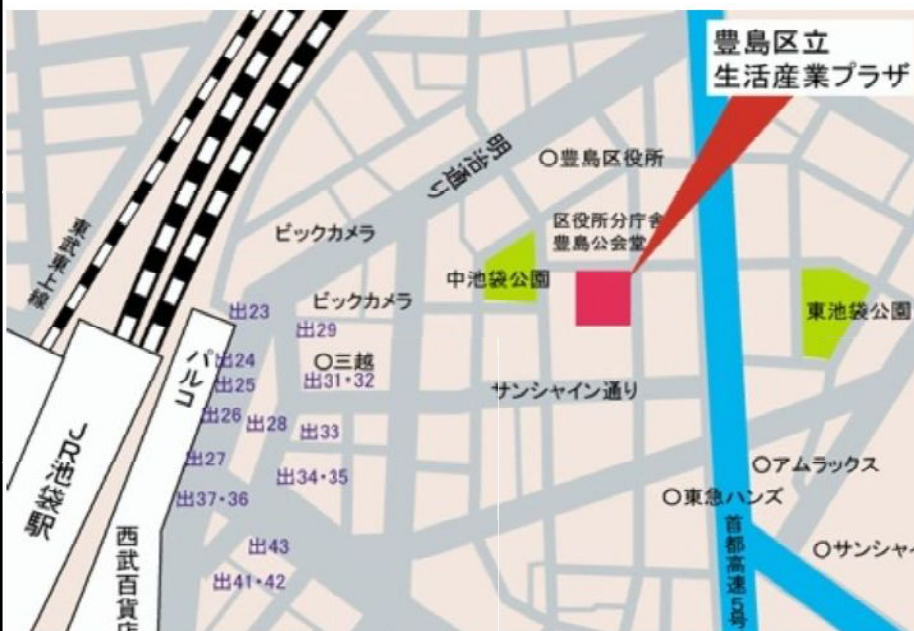 豊島区立
生活産業プラザ
明治通り
○豊島区役所
東武東上線
ビックカメラ
区役所分庁舎
豊島公会堂
中池袋公園
ビックカメラ
東池袋公園
出23
出29
パルコ
出24
○三越
出25
出31・32
サンシャイン通り
出26
出28
出33
JR池袋駅
出27
○アムラックス
出34・35
出37・36
○東急ハンズ
首都高速5号
西武百貨店
出43
○サンシャイ
出41・42